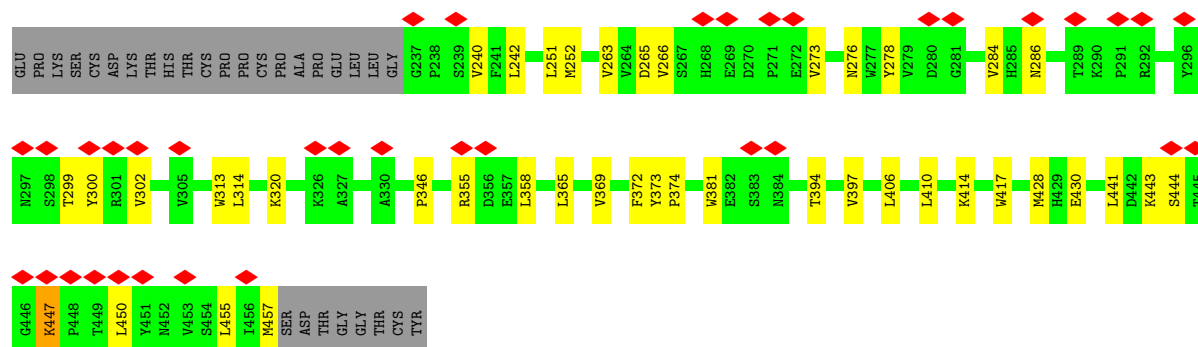 GLU PRO LYS SER CYS ASP LYS THR HIS THR CYS PRO PRO CYS PRO ALA PRO GLU LEU LEU GLY G237 P238 S239 V240 F241 L242 L251 M252 V263 V264 D265 V266 S267 H268 E269 D270 P271 E272 V273 N276 W277 Y278 V279 D280 G281 V284 H285 N286 T289 K290 P291 R292 Y296
N297 S298 T299 Y300 R301 V302 V305 W313 L314 K320 K326 A327 A330 P346 R355 D356 E357 L358 L365 V369 F372 Y373 P374 W381 E382 S383 N384 T394 V397 L406 L410 K414 W417 M428 H429 E430 L441 D442 K443 S444 T445
G446 K447 P448 T449 L450 Y451 N452 V453 S454 L455 I456 M457 SER ASP THR GLY GLY THR CYS TYR